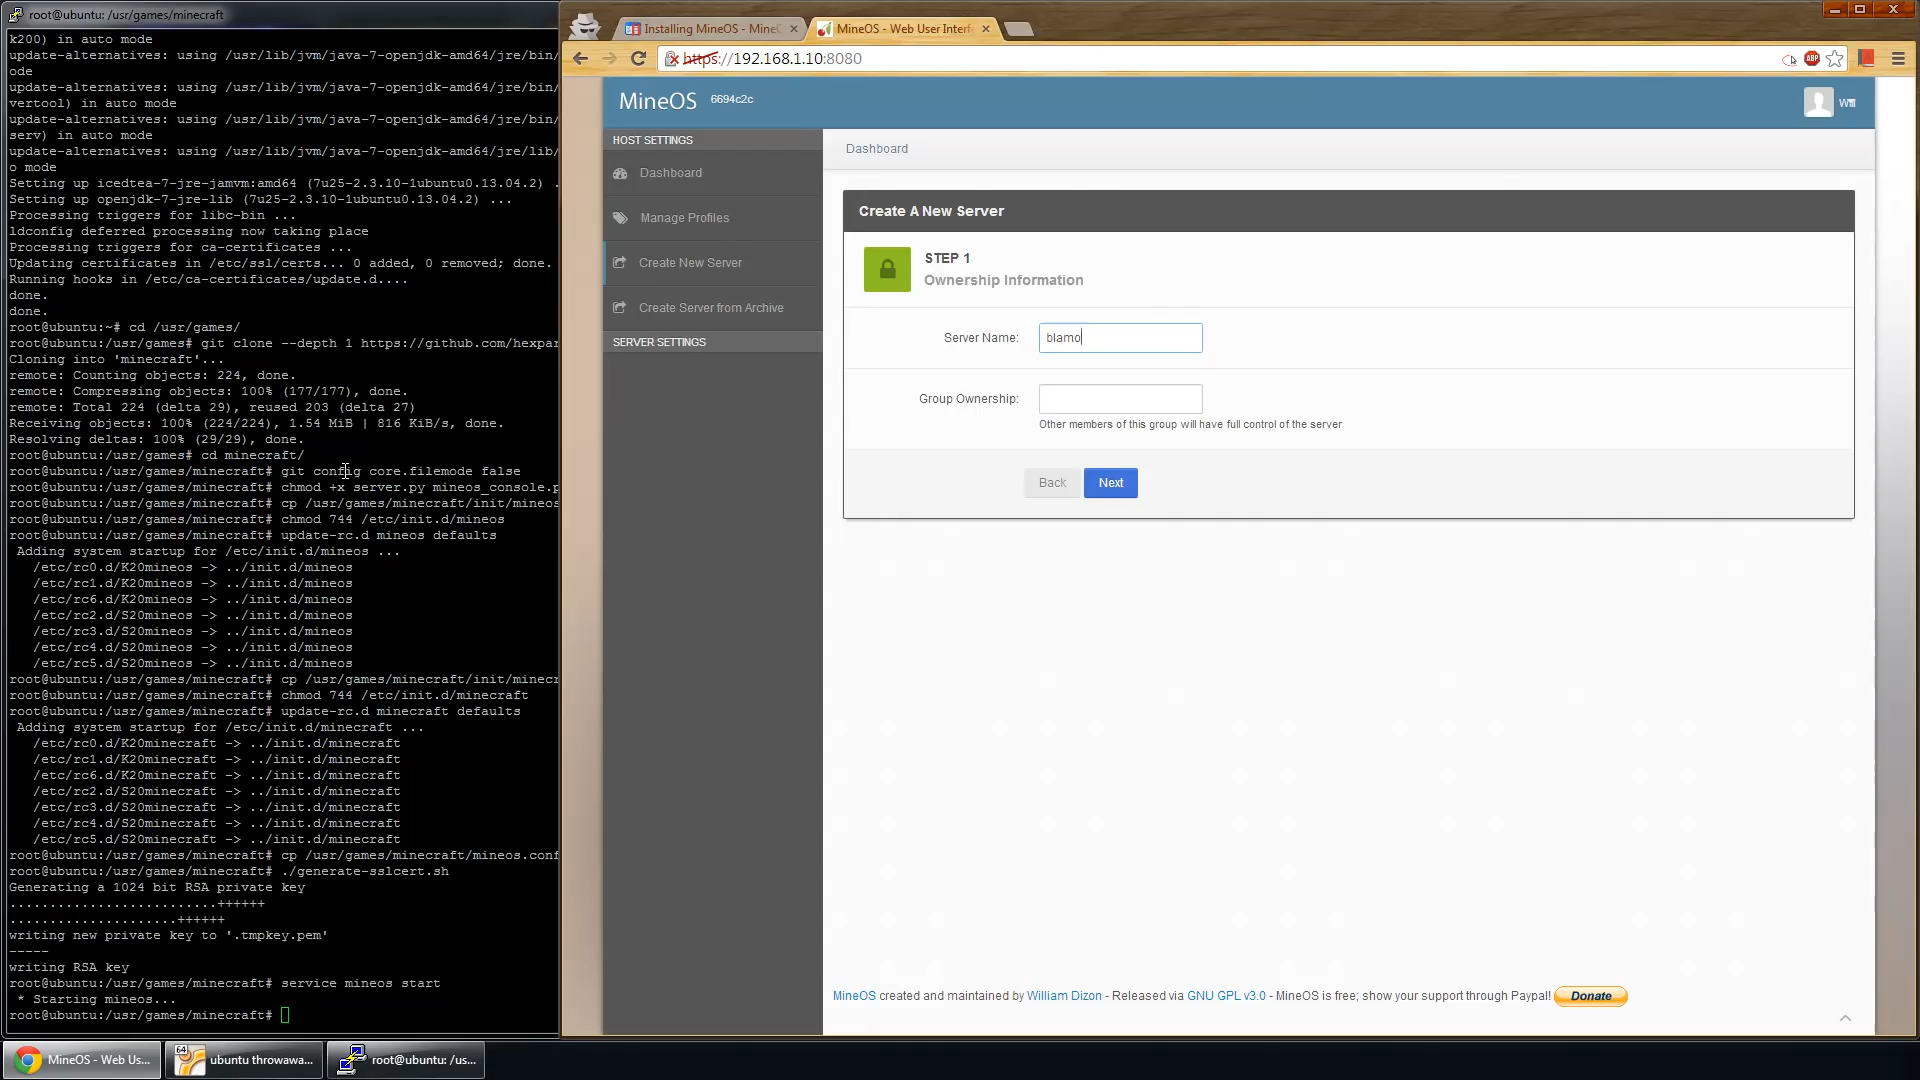 root@ubuntu: /usr/games/minecraft
k200) in auto mode
update-alternatives: using /usr/lib/jvm/java-7-openjdk-amd64/jre/bin/
ode
update-alternatives: using /usr/lib/jvm/java-7-openjdk-amd64/jre/bin/
vertool) in auto mode
update-alternatives: using /usr/lib/jvm/java-7-openjdk-amd64/jre/bin/
serv) in auto mode
update-alternatives: using /usr/lib/jvm/java-7-openjdk-amd64/jre/lib/
o mode
Setting up icedtea-7-jre-jamvm:amd64 (7u25-2.3.10-1ubuntu0.13.04.2) .
Setting up openjdk-7-jre-lib (7u25-2.3.10-1ubuntu0.13.04.2) ...
Processing triggers for libc-bin ...
ldconfig deferred processing now taking place
Processing triggers for ca-certificates ...
Updating certificates in /etc/ssl/certs... 0 added, 0 removed; done.
Running hooks in /etc/ca-certificates/update.d....
done.
done.
root@ubuntu:~# cd /usr/games/
root@ubuntu:/usr/games# git clone --depth 1 https://github.com/hexpar
Cloning into 'minecraft'...
remote: Counting objects: 224, done.
remote: Compressing objects: 100% (177/177), done.
remote: Total 224 (delta 29), reused 203 (delta 27)
Receiving objects: 100% (224/224), 1.54 MiB | 816 KiB/s, done.
Resolving deltas: 100% (29/29), done.
root@ubuntu:/usr/games# cd minecraft/
root@ubuntu:/usr/games/minecraft# git config core.filemode false
root@ubuntu:/usr/games/minecraft# chmod +x server.py mineos_console.p
root@ubuntu:/usr/games/minecraft# cp /usr/games/minecraft/init/mineos
root@ubuntu:/usr/games/minecraft# chmod 744 /etc/init.d/mineos
root@ubuntu:/usr/games/minecraft# update-rc.d mineos defaults
Adding system startup for /etc/init.d/mineos ...
/etc/rc0.d/K20mineos -> ../init.d/mineos
/etc/rc1.d/K20mineos -> ../init.d/mineos
/etc/rc6.d/K20mineos -> ../init.d/mineos
/etc/rc2.d/S20mineos -> ../init.d/mineos
/etc/rc3.d/S20mineos -> ../init.d/mineos
/etc/rc4.d/S20mineos -> ../init.d/mineos
/etc/rc5.d/S20mineos -> ../init.d/mineos
root@ubuntu:/usr/games/minecraft# cp /usr/games/minecraft/init/minecr
root@ubuntu:/usr/games/minecraft# chmod 744 /etc/init.d/minecraft
root@ubuntu:/usr/games/minecraft# update-rc.d minecraft defaults
Adding system startup for /etc/init.d/minecraft ...
/etc/rc0.d/K20minecraft -> ../init.d/minecraft
/etc/rc1.d/K20minecraft -> ../init.d/minecraft
/etc/rc6.d/K20minecraft -> ../init.d/minecraft
/etc/rc2.d/S20minecraft -> ../init.d/minecraft
/etc/rc3.d/S20minecraft -> ../init.d/minecraft
/etc/rc4.d/S20minecraft -> ../init.d/minecraft
/etc/rc5.d/S20minecraft -> ../init.d/minecraft
root@ubuntu:/usr/games/minecraft# cp /usr/games/minecraft/mineos.conf
root@ubuntu:/usr/games/minecraft# ./generate-sslcert.sh
Generating a 1024 bit RSA private key
..........................++++++
.....................++++++
writing new private key to '.tmpkey.pem'
-----
writing RSA key
root@ubuntu:/usr/games/minecraft# service mineos start
* Starting mineos...
root@ubuntu:/usr/games/minecraft#
Installing MineOS - MineO
MineOS - Web User Interf
https://192.168.1.10:8080
ABP
MineOS 6694c2c
HOST SETTINGS
Dashboard
Manage Profiles
Create New Server
Create Server from Archive
SERVER SETTINGS
Dashboard
Create A New Server
STEP 1
Ownership Information
Server Name: blamo
Group Ownership:
Other members of this group will have full control of the server
Back Next
MineOS created and maintained by William Dizon - Released via GNU GPL v3.0 - MineOS is free; show your support through Paypal! Donate
MineOS - Web Us...
64 ubuntu throwawa...
root@ubuntu: /us...